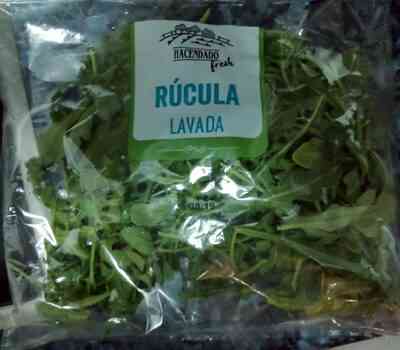 HACENDADO
fresh
RÚCULA
LAVADA